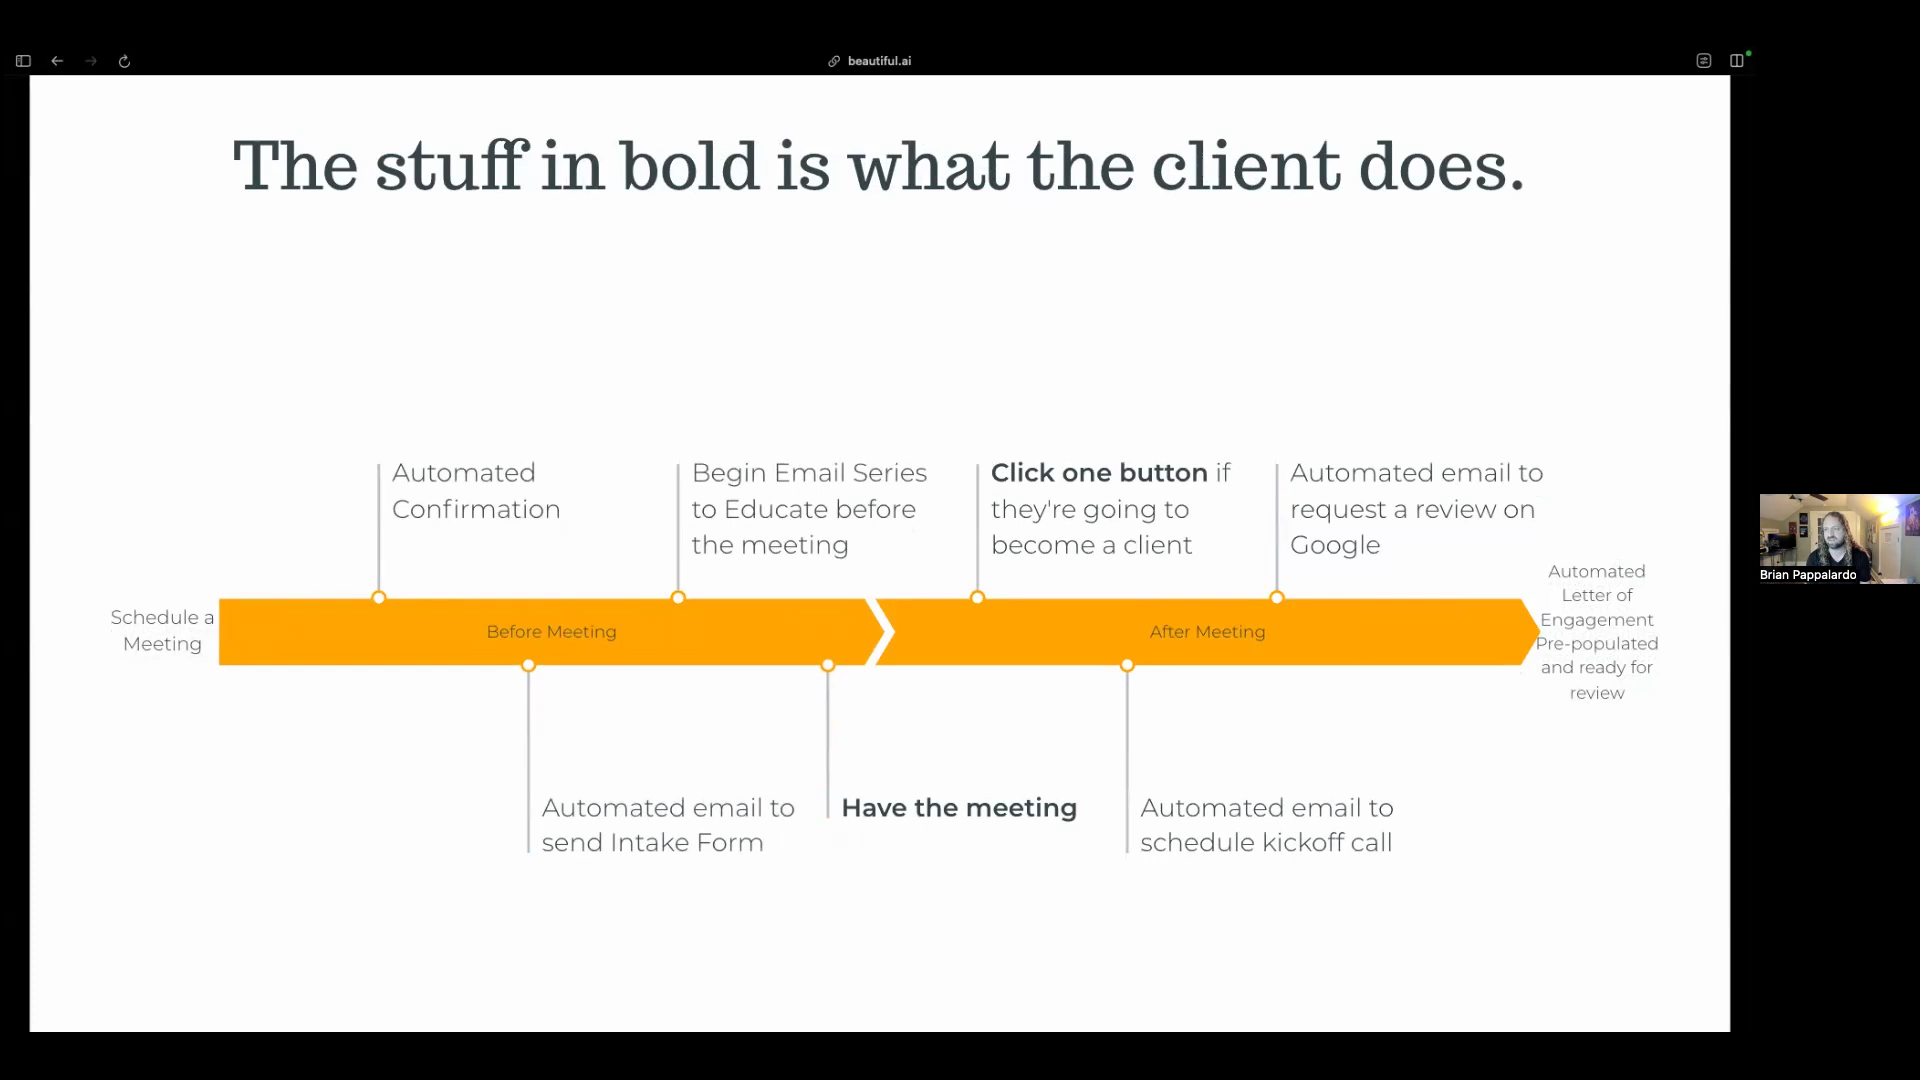 beautiful.ai
The stuff in bold is what the client does.
Automated
Confirmation
Begin Email Series
to Educate before
the meeting
Click one button if
they're going to
become a client
Automated email to
request a review on
Google
Schedule a
Meeting
Before Meeting
After Meeting
Automated
Letter of
Engagement
Pre-populated
and ready for
review
Automated email to
send Intake Form
Have the meeting
Automated email to
schedule kickoff call
Brian Pappalardo